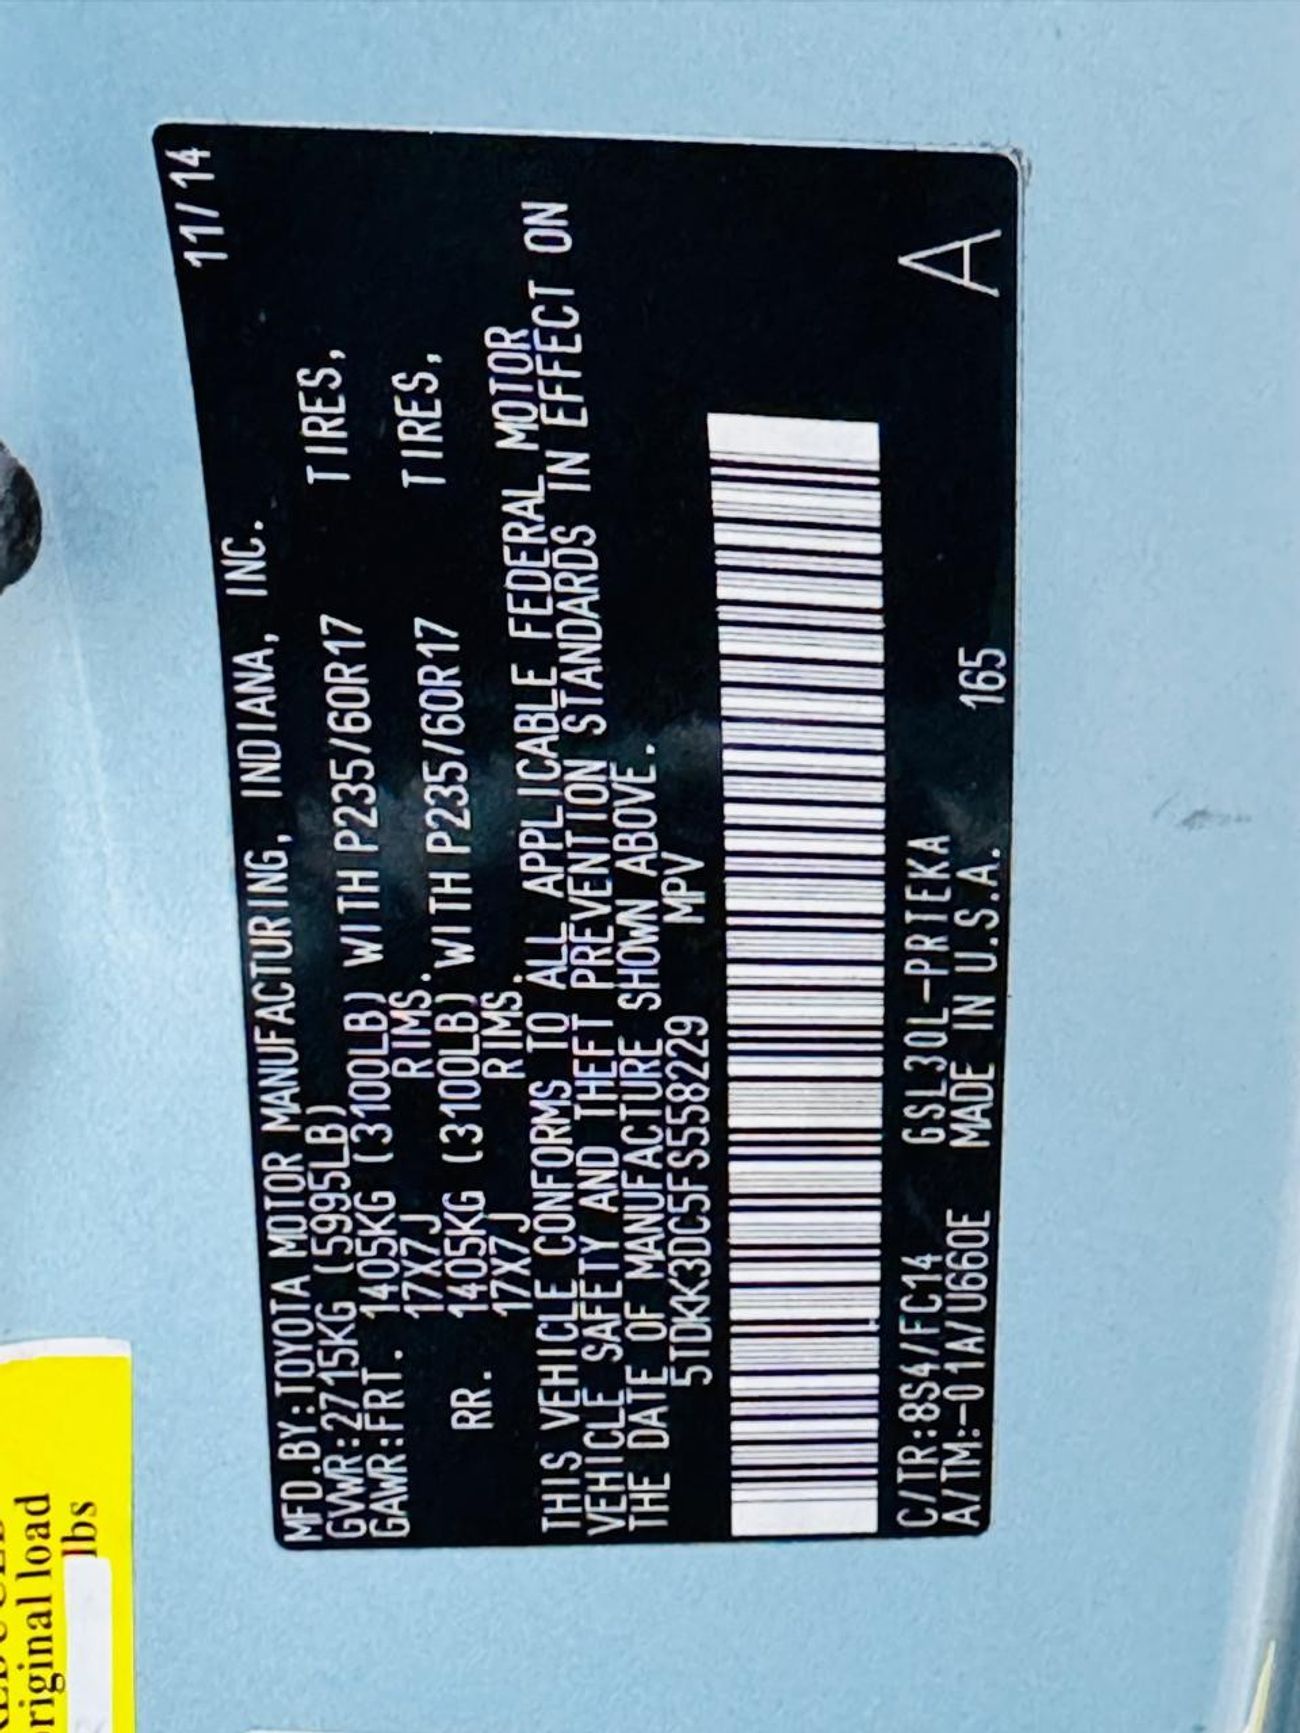 MFD.BY:TOYOTA MOTOR MANUFACTURING, INDIANA, INC. 11/14
GVWR:2715KG (5995LB)
GAWR:FRT. 1405KG (3100LB) WITH P235/60R17 TIRES,
17X7J RIMS.
RR. 1405KG (3100LB) WITH P235/60R17 TIRES,
17X7J RIMS.
THIS VEHICLE CONFORMS TO ALL APPLICABLE FEDERAL MOTOR
VEHICLE SAFETY AND THEFT PREVENTION STANDARDS IN EFFECT ON
THE DATE OF MANUFACTURE SHOWN ABOVE.
5TDKK3DC5FS558229 MPV
C/TR:8S4/FC14 GSL30L-PRTEKA A
A/TM:-01A/U660E MADE IN U.S.A. 165
original load
lbs